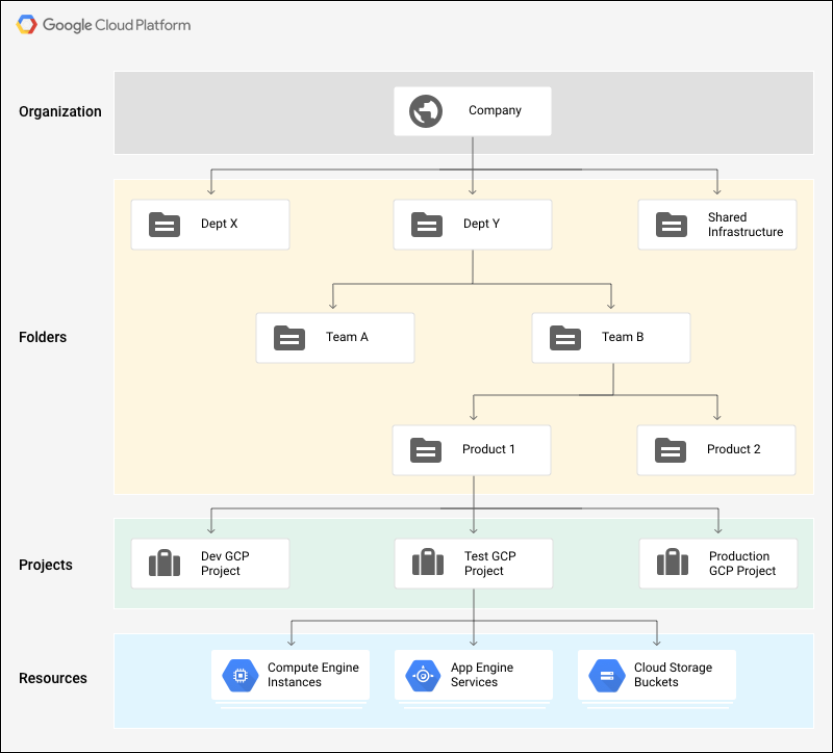 Google Cloud Platform
Organization
Company
Dept X
Dept Y
Shared
Infrastructure
Folders
Team A
Team B
Product 1
Product 2
Projects
Dev GCP
Project
Test GCP
Project
Production
GCP Project
Resources
Compute Engine
Instances
App Engine
Services
Cloud Storage
Buckets